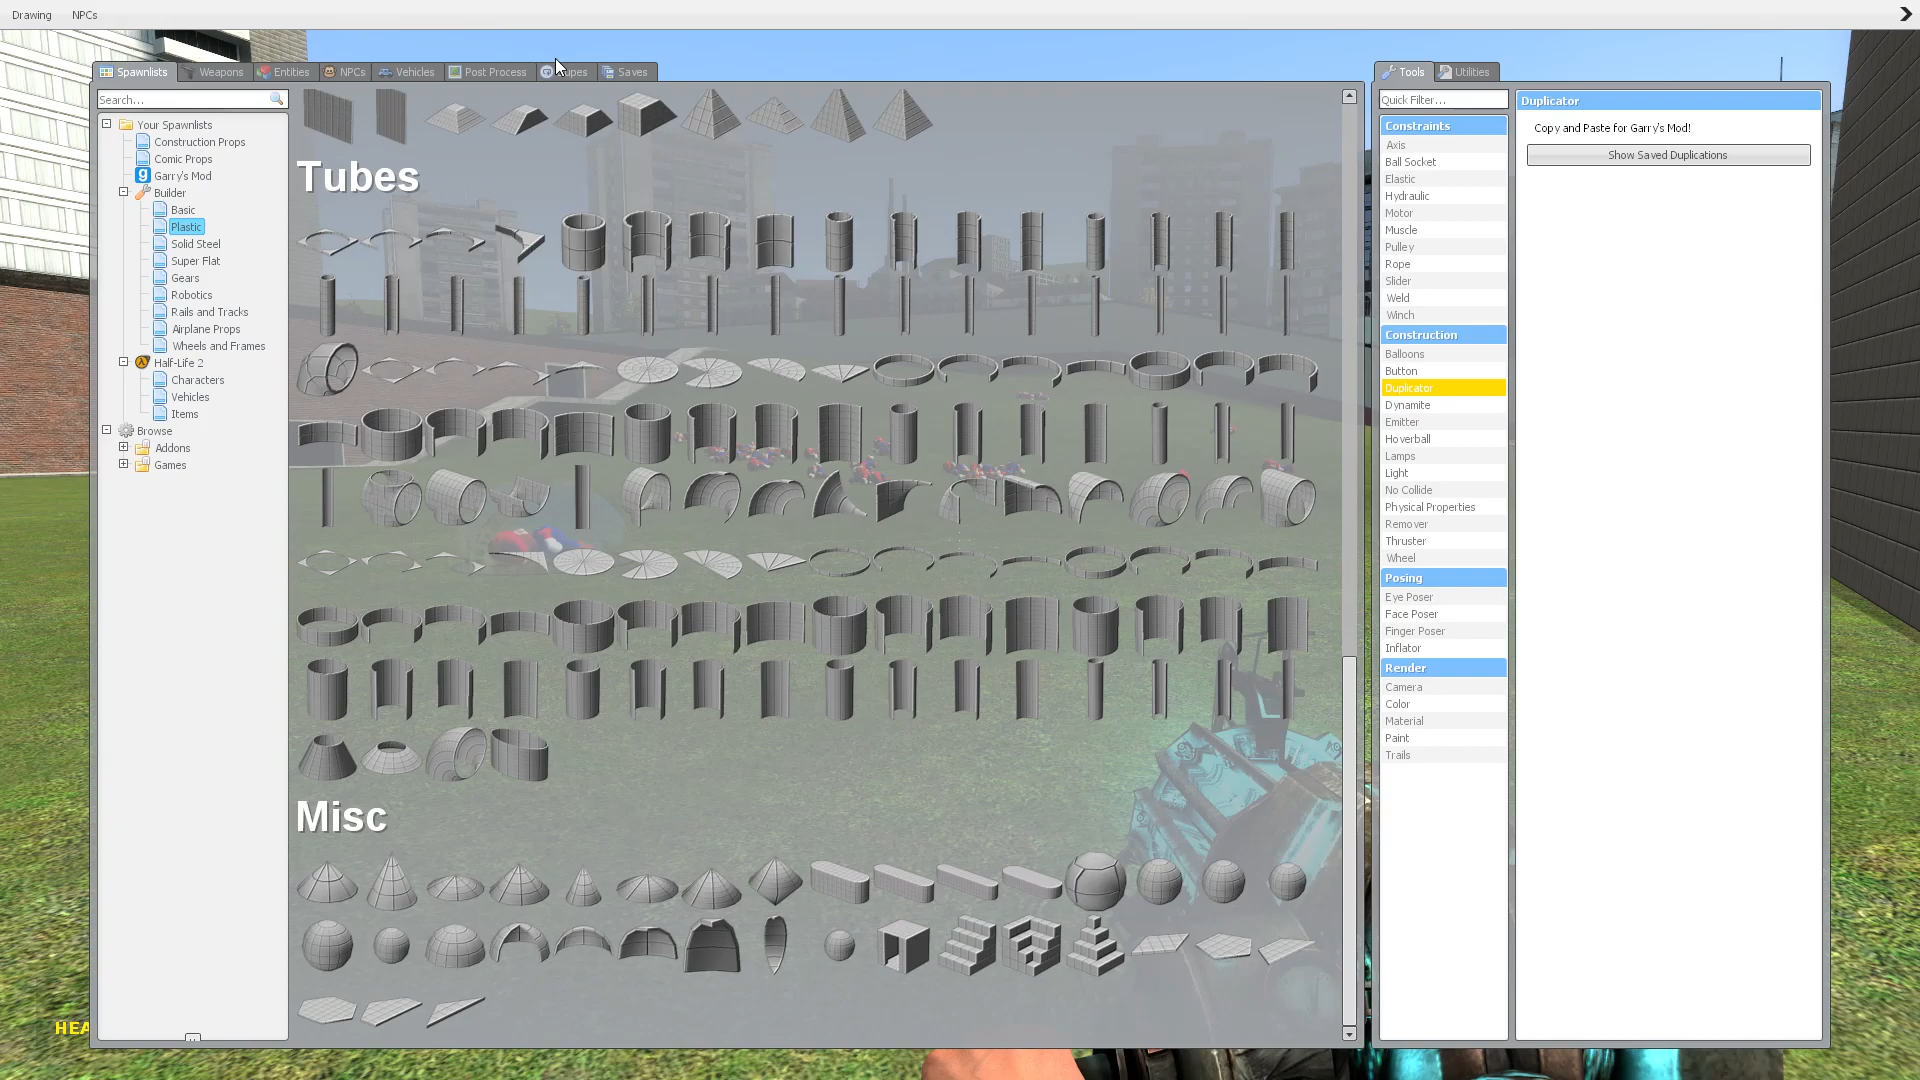 Drawing NPCs
Spawnlists Weapons Entities NPCs Vehicles Post Process Dupes Saves
Search...
Your Spawnlists
Construction Props
Comic Props
Garry's Mod
Builder
Basic
Plastic
Solid Steel
Super Flat
Gears
Robotics
Rails and Tracks
Airplane Props
Wheels and Frames
Half-Life 2
Characters
Vehicles
Items
Browse
Addons
Games
Tubes
Misc
HEA
Tools Utilities
Quick Filter...
Constraints
Axis
Ball Socket
Elastic
Hydraulic
Motor
Muscle
Pulley
Rope
Slider
Weld
Winch
Construction
Balloons
Button
Duplicator
Dynamite
Emitter
Hoverball
Lamps
Light
No Collide
Physical Properties
Remover
Thruster
Wheel
Posing
Eye Poser
Face Poser
Finger Poser
Inflator
Render
Camera
Color
Material
Paint
Trails
Duplicator
Copy and Paste for Garry's Mod!
Show Saved Duplications